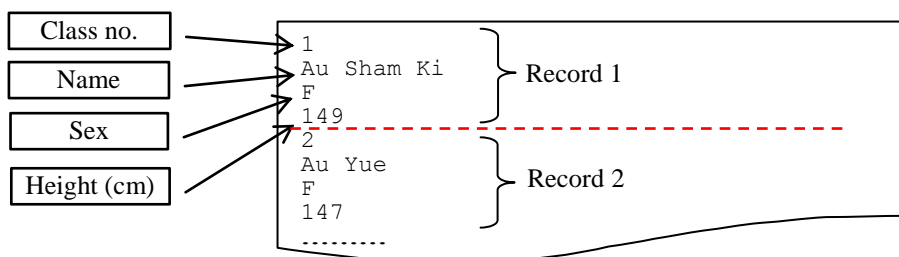 Class no.
Name
Sex
Height (cm)
1
Au Sham Ki
F
149
2
Au Yue
F
147
.........
Record 1
Record 2